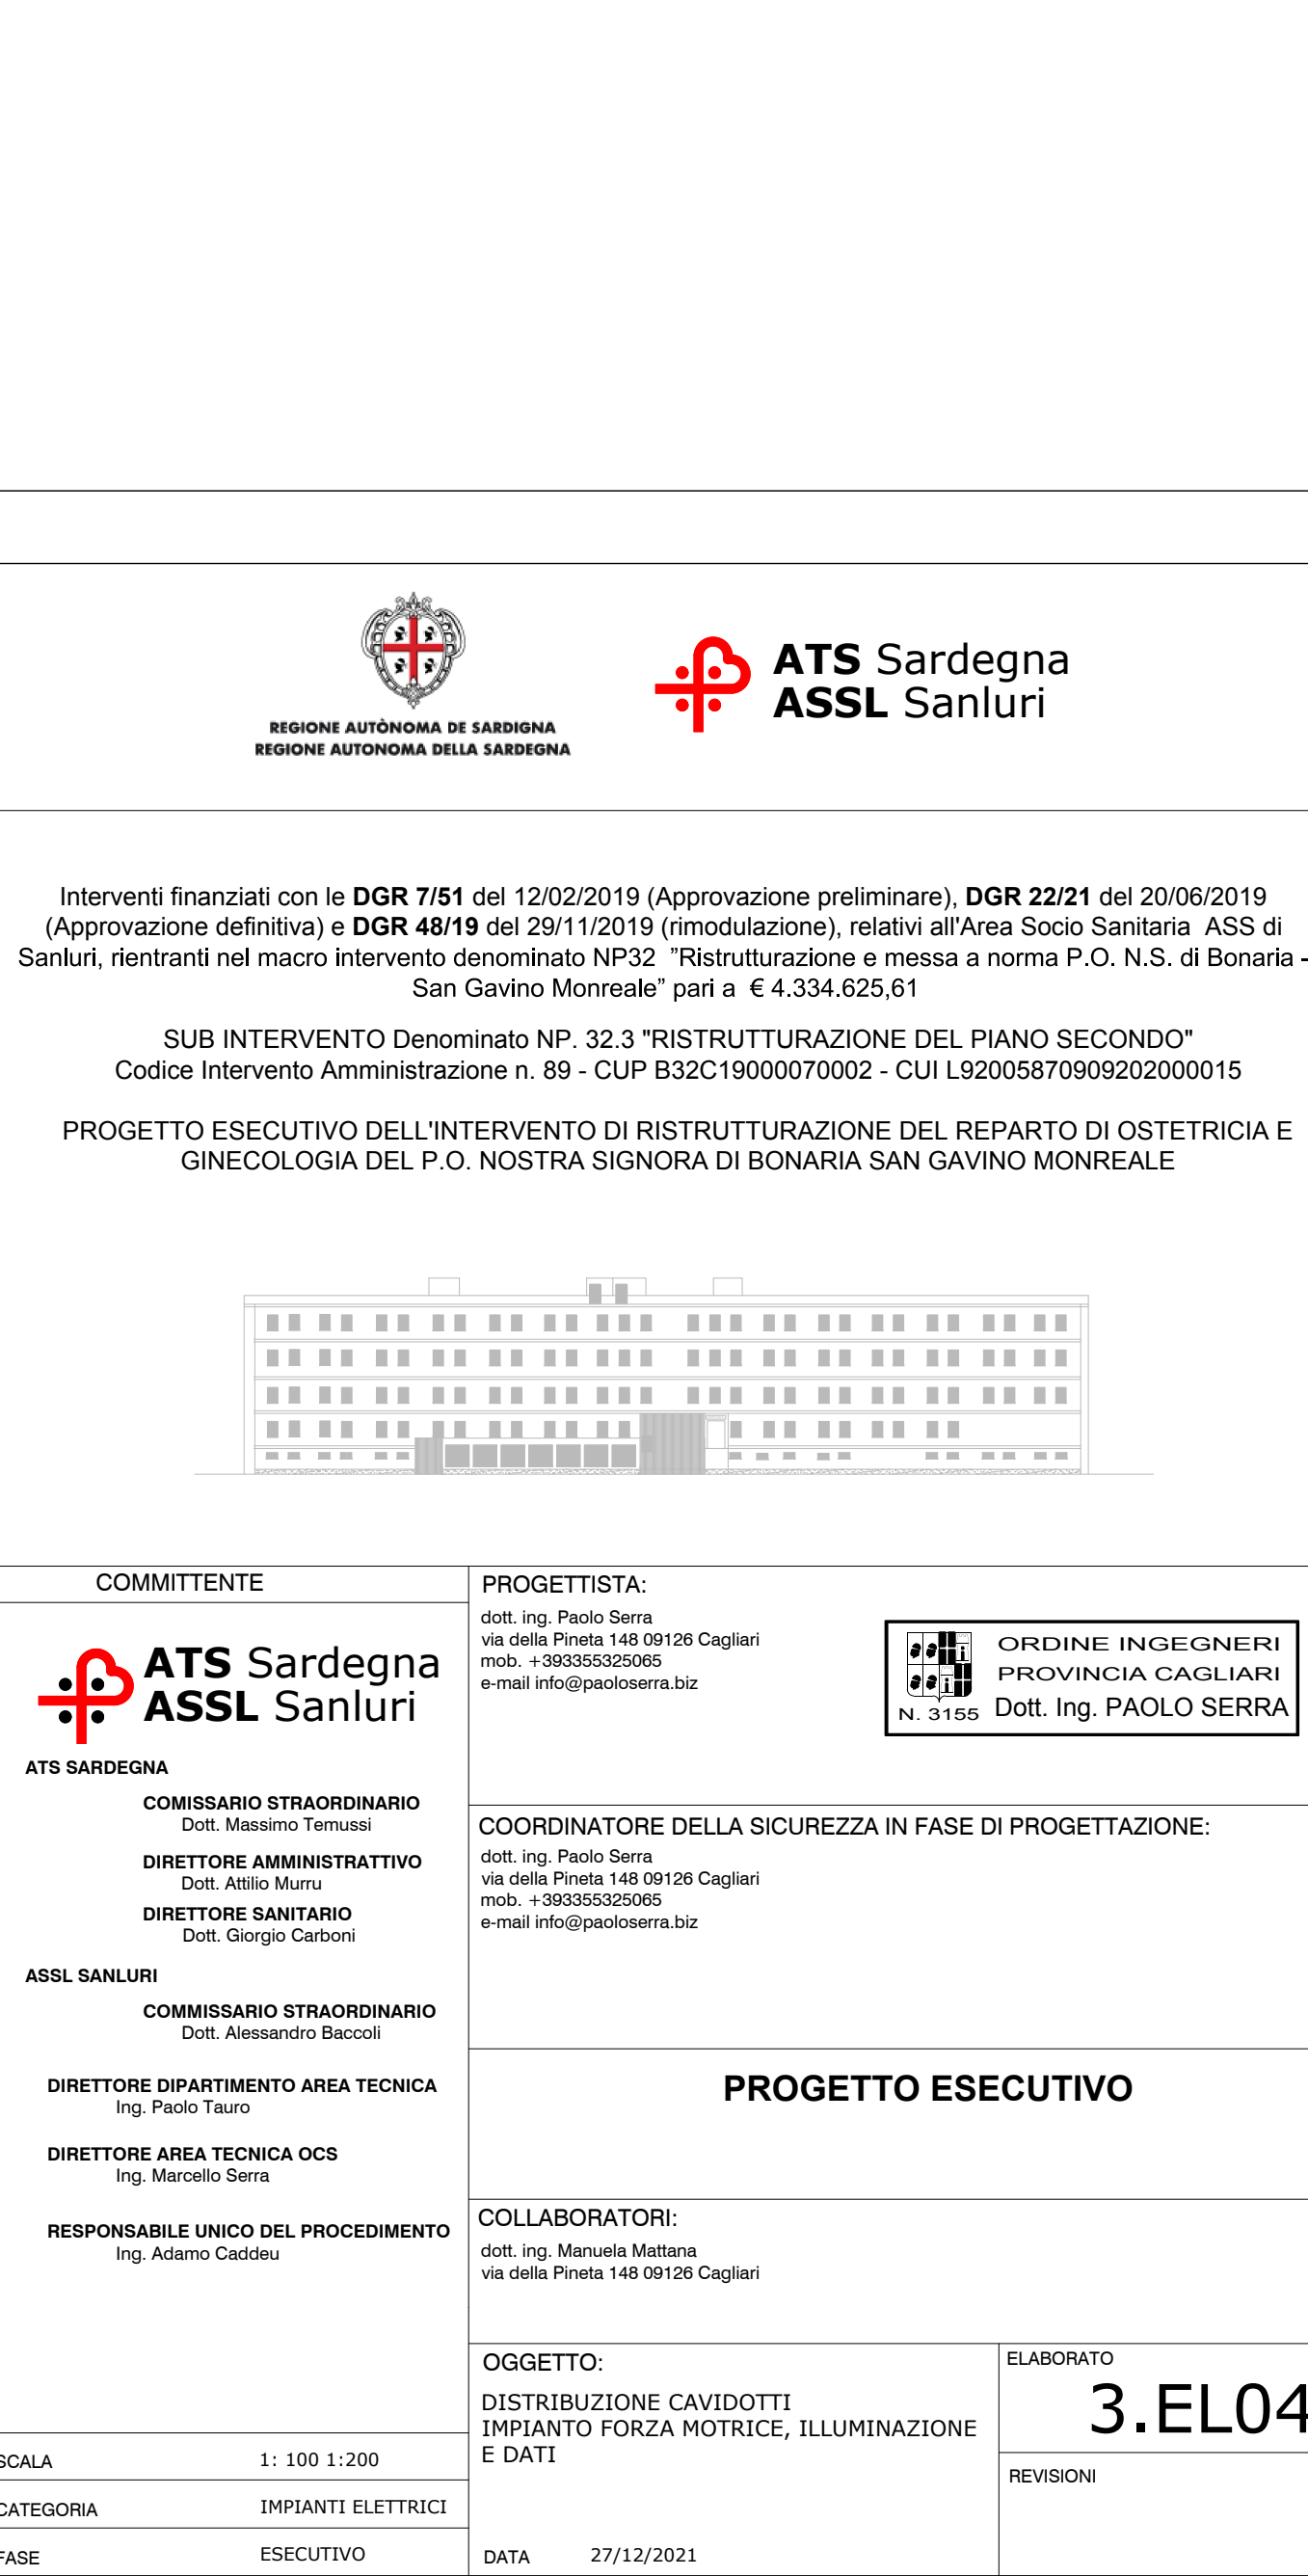 REGIONE AUTÒNOMA DE SARDIGNA
REGIONE AUTONOMA DELLA SARDEGNA
ATS Sardegna
ASSL Sanluri
Interventi finanziati con le DGR 7/51 del 12/02/2019 (Approvazione preliminare), DGR 22/21 del 20/06/2019
(Approvazione definitiva) e DGR 48/19 del 29/11/2019 (rimodulazione), relativi all'Area Socio Sanitaria ASS di
Sanluri, rientranti nel macro intervento denominato NP32 ”Ristrutturazione e messa a norma P.O. N.S. di Bonaria -
San Gavino Monreale” pari a € 4.334.625,61
SUB INTERVENTO Denominato NP. 32.3 "RISTRUTTURAZIONE DEL PIANO SECONDO"
Codice Intervento Amministrazione n. 89 - CUP B32C19000070002 - CUI L92005870909202000015
PROGETTO ESECUTIVO DELL'INTERVENTO DI RISTRUTTURAZIONE DEL REPARTO DI OSTETRICIA E
GINECOLOGIA DEL P.O. NOSTRA SIGNORA DI BONARIA SAN GAVINO MONREALE
COMMITTENTE
ATS Sardegna
ASSL Sanluri
ATS SARDEGNA
COMISSARIO STRAORDINARIO
Dott. Massimo Temussi
DIRETTORE AMMINISTRATTIVO
Dott. Attilio Murru
DIRETTORE SANITARIO
Dott. Giorgio Carboni
ASSL SANLURI
COMMISSARIO STRAORDINARIO
Dott. Alessandro Baccoli
DIRETTORE DIPARTIMENTO AREA TECNICA
Ing. Paolo Tauro
DIRETTORE AREA TECNICA OCS
Ing. Marcello Serra
RESPONSABILE UNICO DEL PROCEDIMENTO
Ing. Adamo Caddeu
SCALA 1: 100 1:200
CATEGORIA IMPIANTI ELETTRICI
FASE ESECUTIVO
PROGETTISTA:
dott. ing. Paolo Serra
via della Pineta 148 09126 Cagliari
mob. +393355325065
e-mail info@paoloserra.biz
ORDINE INGEGNERI
PROVINCIA CAGLIARI
N. 3155 Dott. Ing. PAOLO SERRA
COORDINATORE DELLA SICUREZZA IN FASE DI PROGETTAZIONE:
dott. ing. Paolo Serra
via della Pineta 148 09126 Cagliari
mob. +393355325065
e-mail info@paoloserra.biz
PROGETTO ESECUTIVO
COLLABORATORI:
dott. ing. Manuela Mattana
via della Pineta 148 09126 Cagliari
OGGETTO:
DISTRIBUZIONE CAVIDOTTI
IMPIANTO FORZA MOTRICE, ILLUMINAZIONE
E DATI
DATA 27/12/2021
ELABORATO
3.EL04
REVISIONI